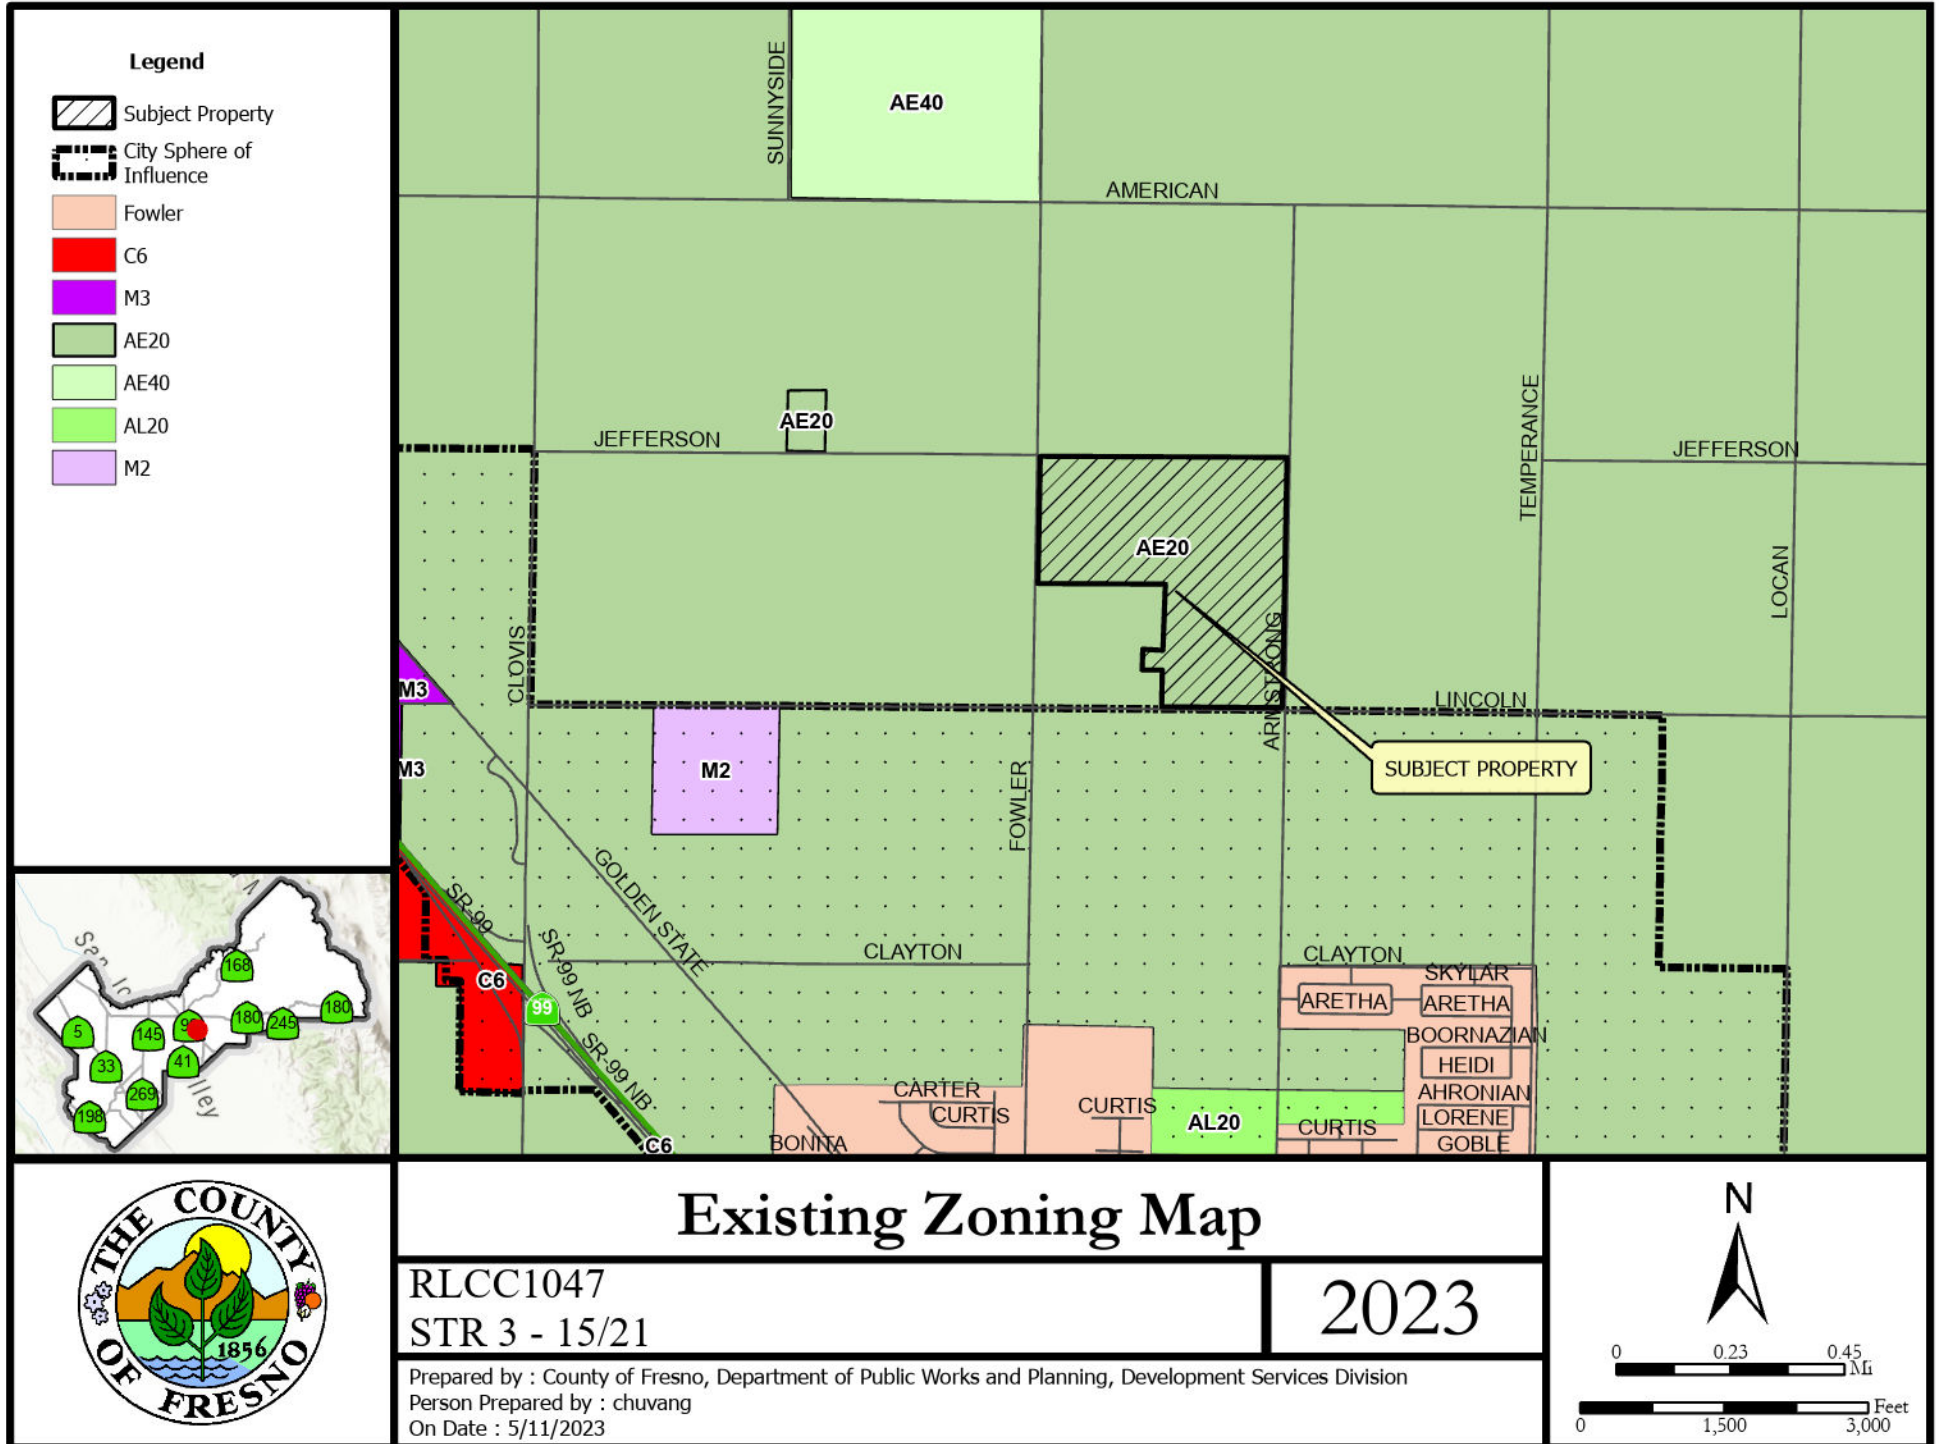 Legend
Subject Property
City Sphere of
Influence
Fowler
C6
M3
AE20
AE40
AL20
M2
SUNNYSIDE
AE40
AMERICAN
AE20
JEFFERSON
TEMPERANCE
JEFFERSON
AE20
LOCAN
CLOVIS
ARMSTRONG
M3
LINCOLN
M3
M2
FOWLER
SUBJECT PROPERTY
GOLDEN STATE
SR-99
SR-99 NB
CLAYTON
CLAYTON
SKYLAR
C6
99
ARETHA
ARETHA
BOORNAZIAN
HEIDI
SR-99 NB
CARTER
CURTIS
CURTIS
AHRONIAN
LORENE
AL20
CURTIS
BONITA
C6
GOBLE
168
180
180
245
5
145
33
41
269
198
THE COUNTY
OF FRESNO
1856
Existing Zoning Map
RLCC1047
STR 3 - 15/21
2023
Prepared by : County of Fresno, Department of Public Works and Planning, Development Services Division
Person Prepared by : chuvang
On Date : 5/11/2023
N
0 0.23 0.45
Mi
Feet
0 1,500 3,000